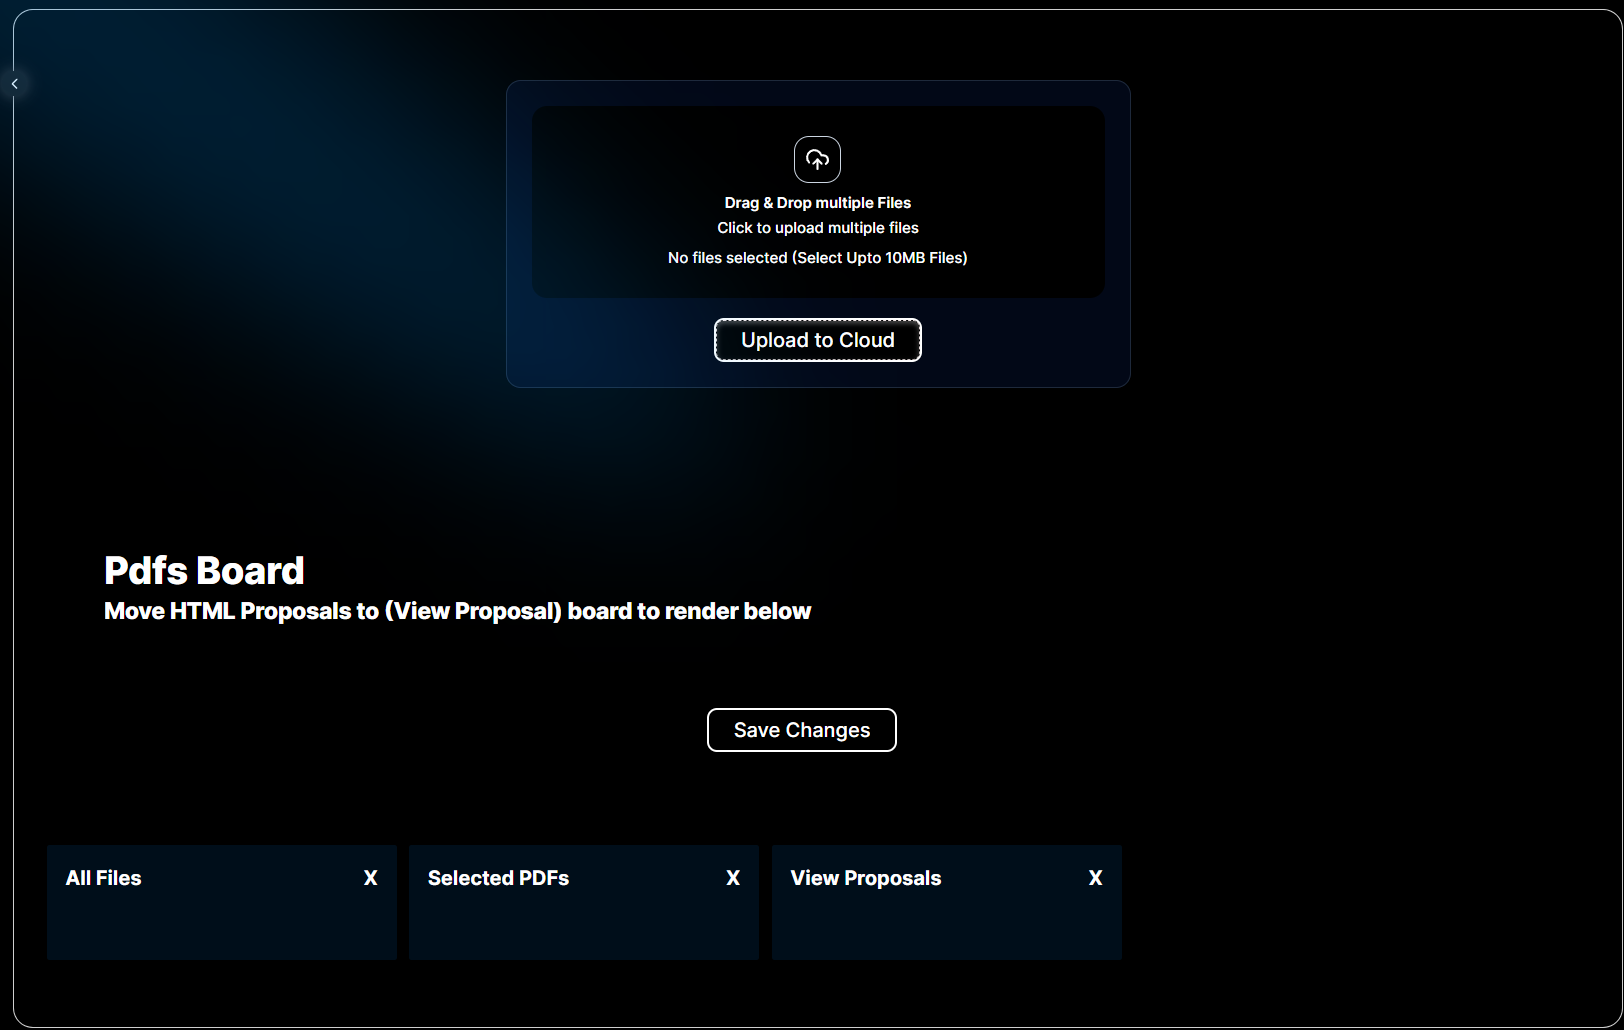 Drag & Drop multiple Files
Click to upload multiple files
No files selected (Select Upto 10MB Files)
Upload to Cloud
Pdfs Board
Move HTML Proposals to (View Proposal) board to render below
Save Changes
All Files X
Selected PDFs X
View Proposals X